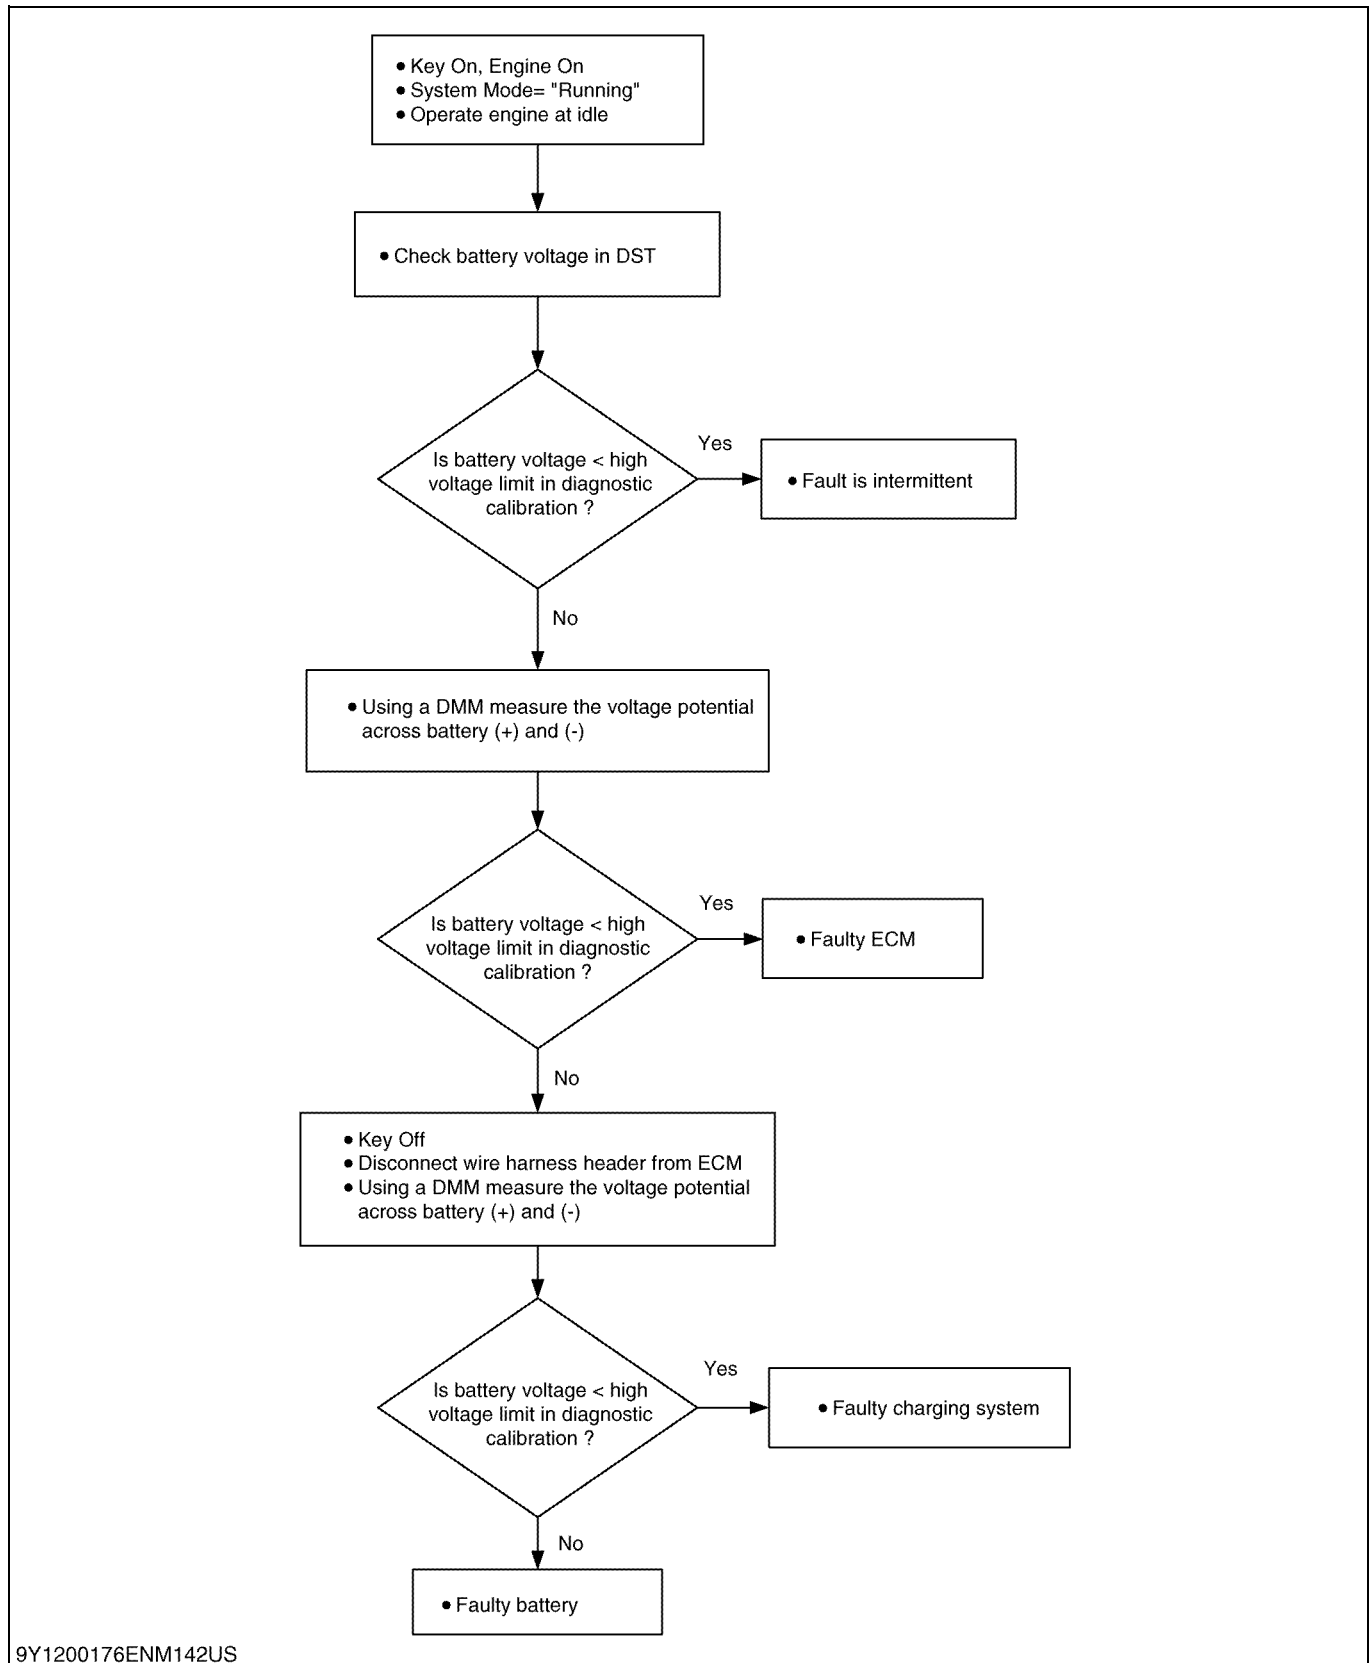 ● Key On, Engine On
● System Mode= "Running"
● Operate engine at idle
● Check battery voltage in DST
Is battery voltage < high
voltage limit in diagnostic
calibration ?
Yes
● Fault is intermittent
No
● Using a DMM measure the voltage potential
across battery (+) and (-)
Is battery voltage < high
voltage limit in diagnostic
calibration ?
Yes
● Faulty ECM
No
● Key Off
● Disconnect wire harness header from ECM
● Using a DMM measure the voltage potential
across battery (+) and (-)
Is battery voltage < high
voltage limit in diagnostic
calibration ?
Yes
● Faulty charging system
No
● Faulty battery
9Y1200176ENM142US